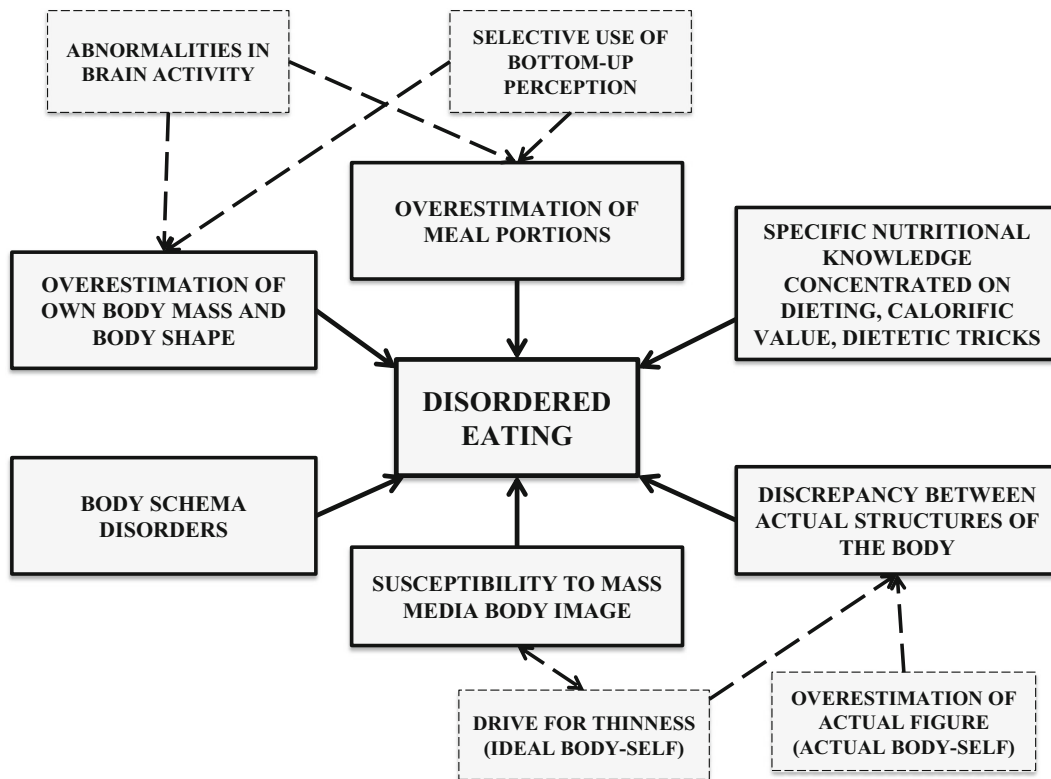 ABNORMALITIES IN
BRAIN ACTIVITY
SELECTIVE USE OF
BOTTOM-UP
PERCEPTION
OVERESTIMATION OF
MEAL PORTIONS
SPECIFIC NUTRITIONAL
KNOWLEDGE
CONCENTRATED ON
DIETING, CALORIFIC
VALUE, DIETETIC TRICKS
OVERESTIMATION OF
OWN BODY MASS AND
BODY SHAPE
DISORDERED
EATING
BODY SCHEMA
DISORDERS
DISCREPANCY BETWEEN
ACTUAL STRUCTURES OF
THE BODY
SUSCEPTIBILITY TO MASS
MEDIA BODY IMAGE
DRIVE FOR THINNESS
(IDEAL BODY-SELF)
OVERESTIMATION OF
ACTUAL FIGURE
(ACTUAL BODY-SELF)